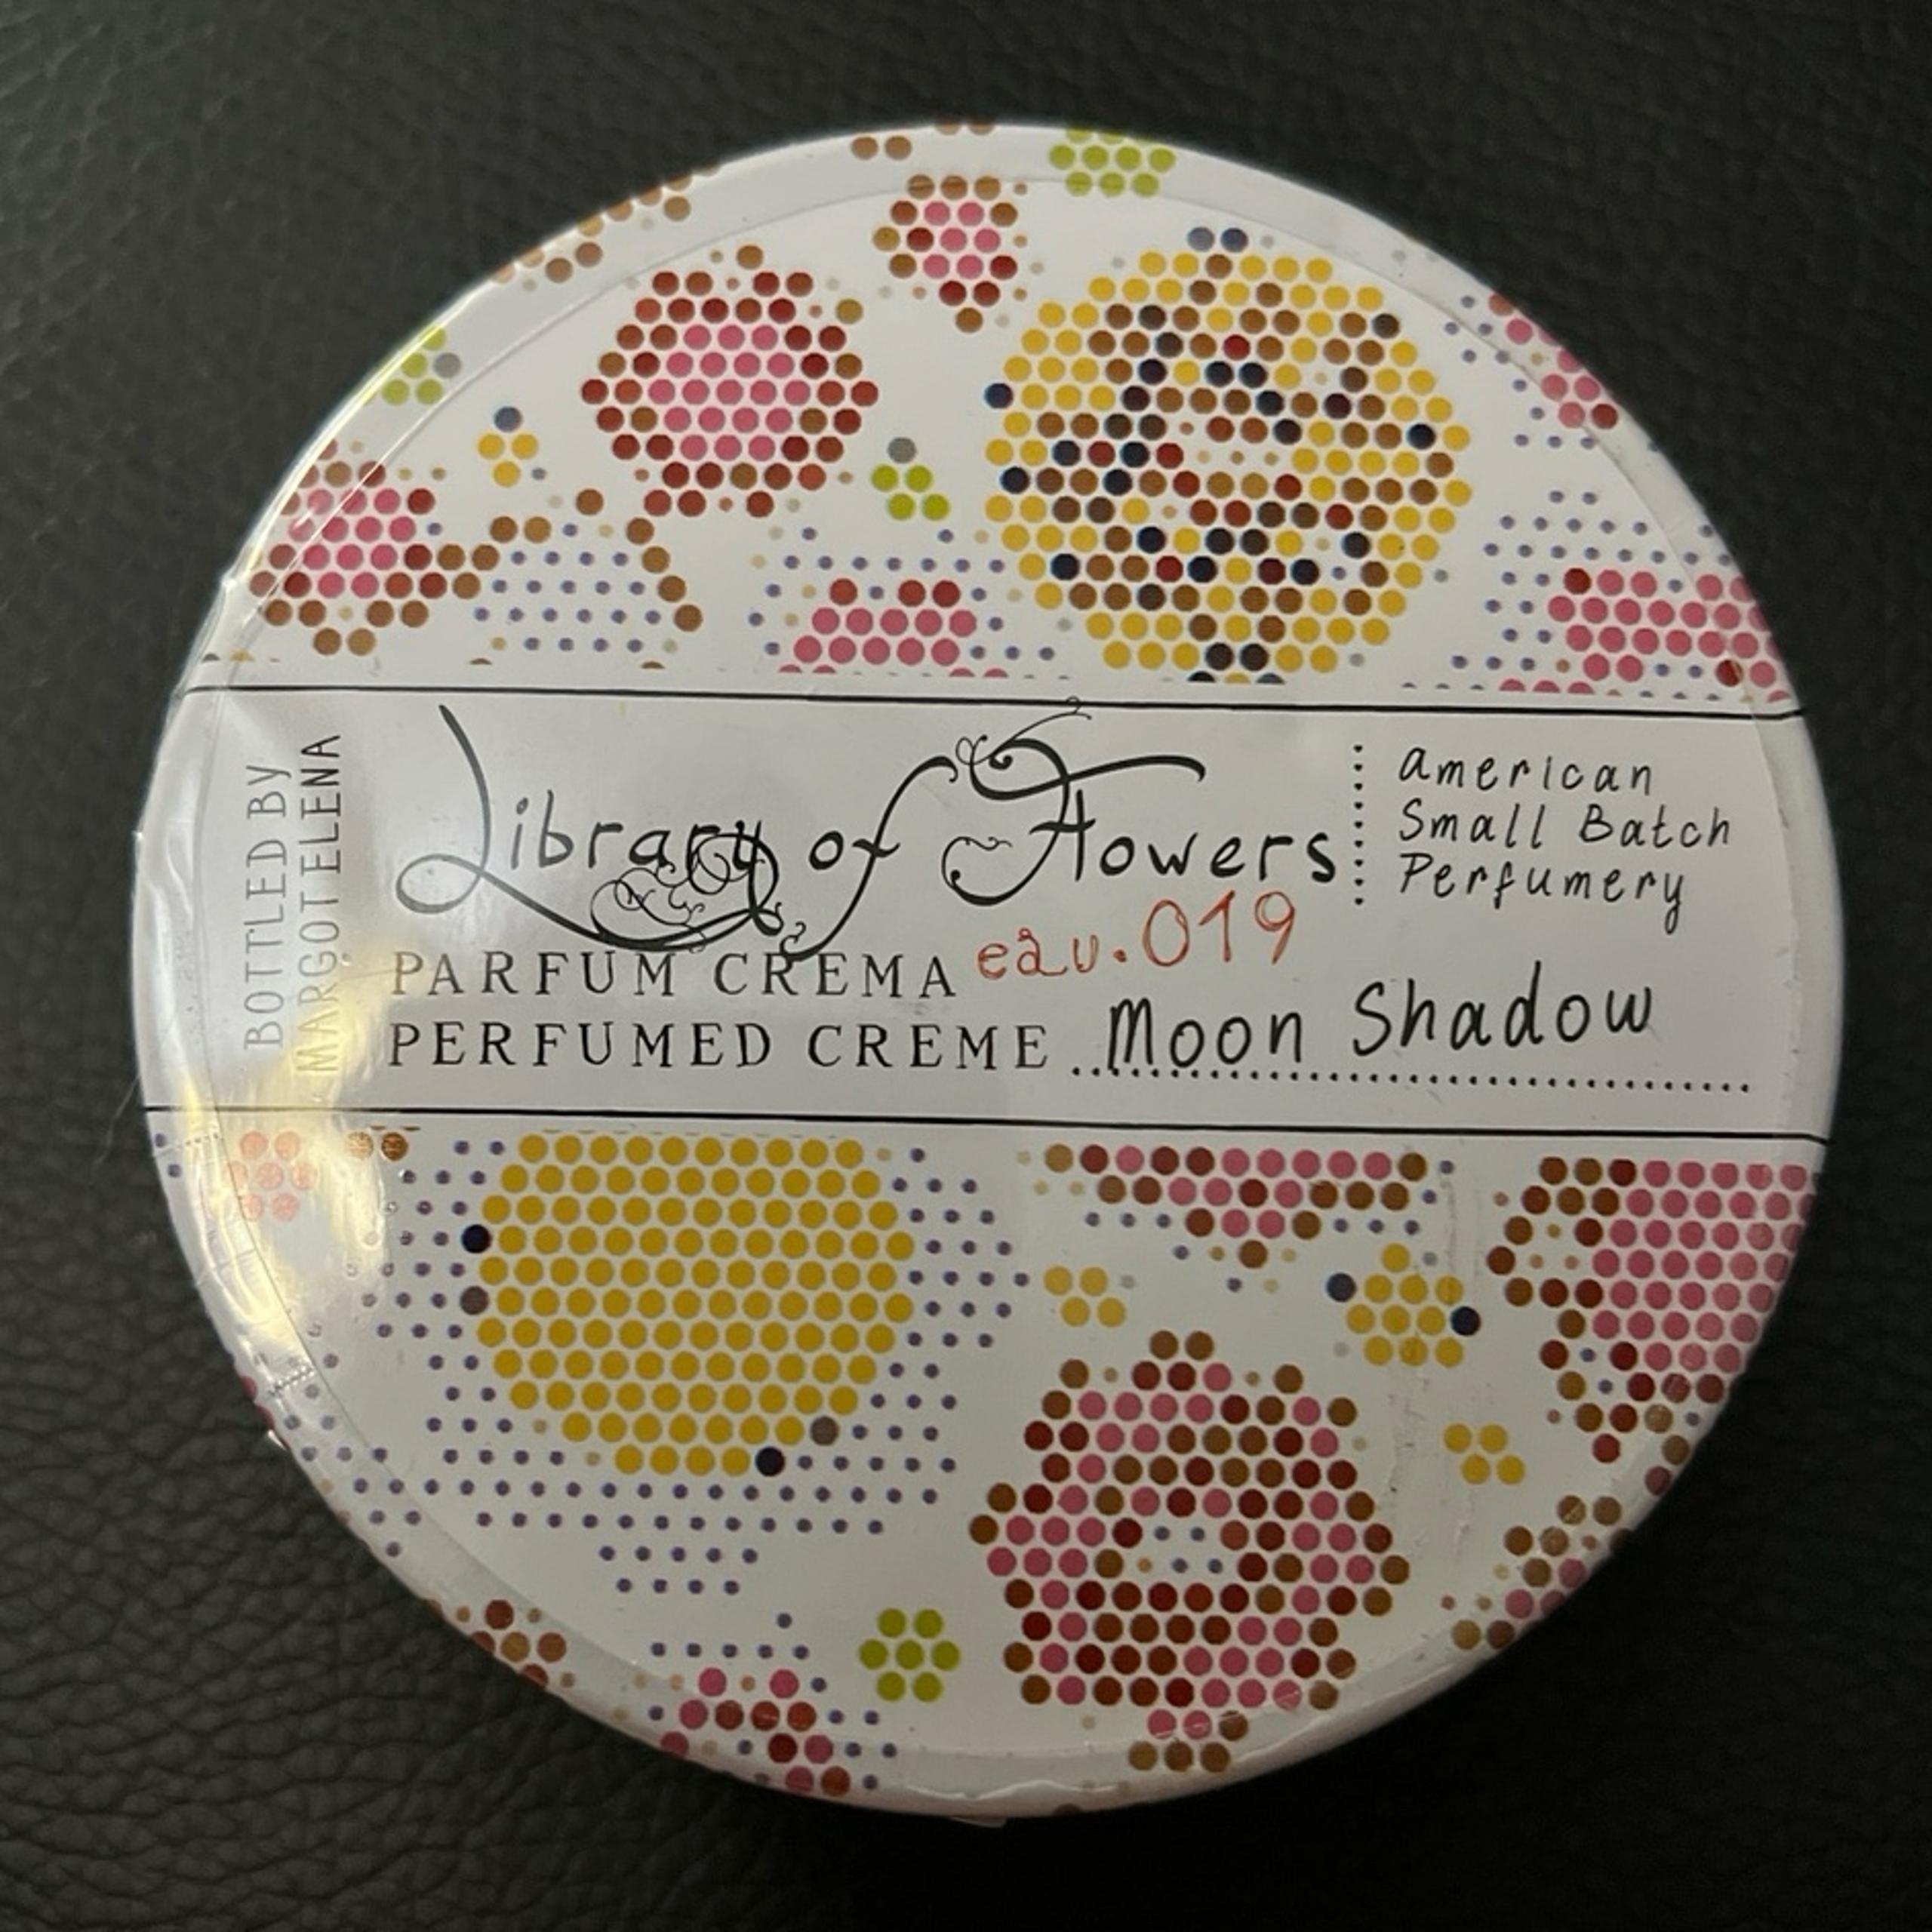 BOTTLED BY
MARGOT ELENA
Library of Flowers
american
Small Batch
Perfumery
eau.019
PARFUM CREMA
PERFUMED CREME Moon Shadow